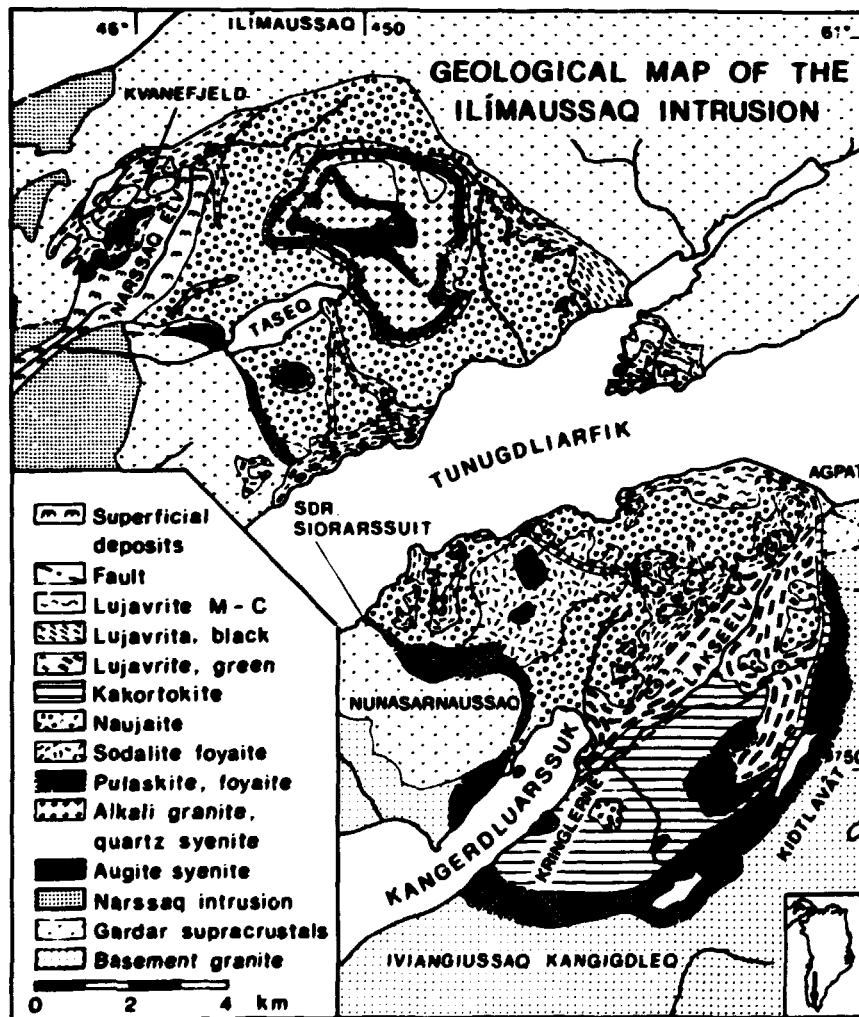 46°
ILÍMAUSSAQ
450
61°
GEOLOGICAL MAP OF THE
ILÍMAUSSAQ INTRUSION
KVANEFJELD
NARSSAQ ELV
TASEQ
TUNUGDLIARFIK
AGPAT
SDR
SIORARSSUIT
LAKSEELV
NUNASARNAUSSAQ
750
KANGERDLUARSSUK
KRINGLERNE
KIDTLAVÂT
IVIANGIUSSAQ KANGIGDLEQ
Superficial
deposits
Fault
Lujavrite M - C
Lujavrita, black
Lujavrite, green
Kakortokite
Naujaite
Sodalite foyaite
Pulaskite, foyaite
Alkali granite,
quartz syenite
Augite syenite
Narssaq intrusion
Gardar supracrustals
Basement granite
0 2 4 km